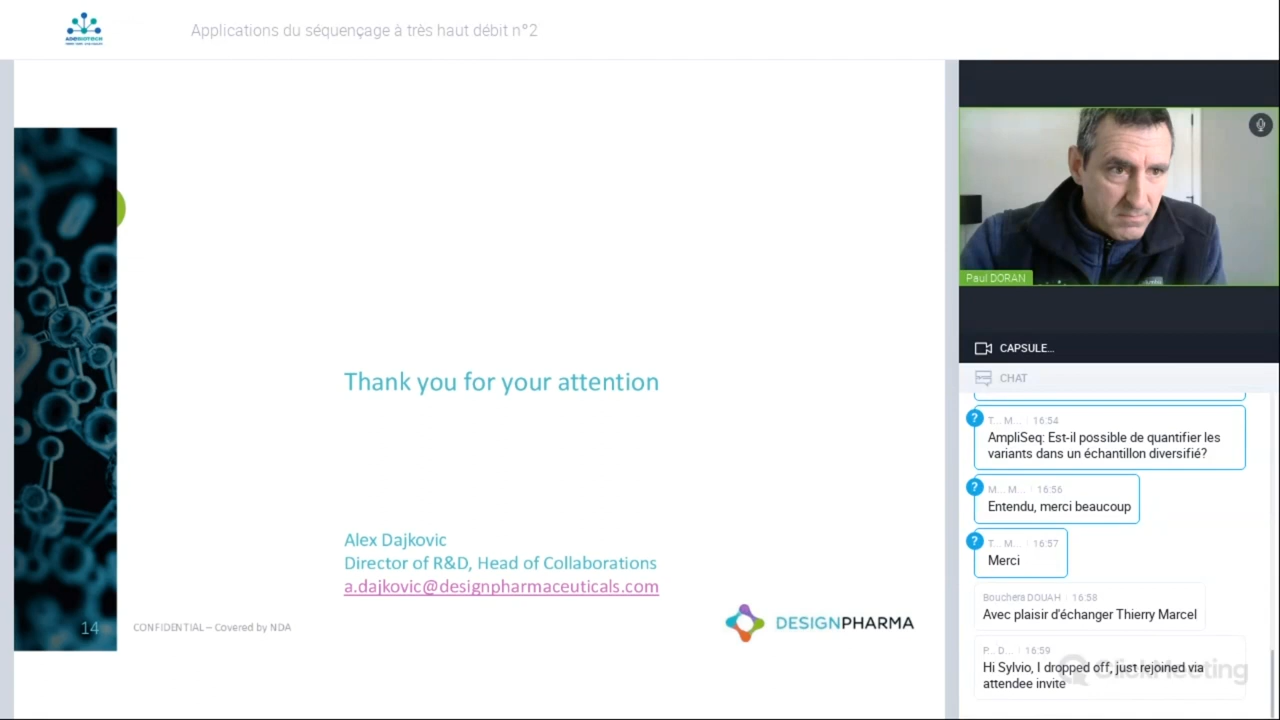 ADEBIOTECH
Applications du séquençage à très haut débit n°2
Thank you for your attention
Alex Dajkovic
Director of R&D, Head of Collaborations
a.dajkovic@designpharmaceuticals.com
14
CONFIDENTIAL – Covered by NDA
DESIGNPHARMA
Paul DORAN
CAPSULE...
CHAT
? T... M... 16:54
AmpliSeq: Est-il possible de quantifier les
variants dans un échantillon diversifié?
? M... M... 16:56
Entendu, merci beaucoup
? T... M... 16:57
Merci
Bouchera DOUAH 16:58
Avec plaisir d'échanger Thierry Marcel
P... D... 16:59
Hi Sylvio, I dropped off, just rejoined via
attendee invite
ClickMeeting